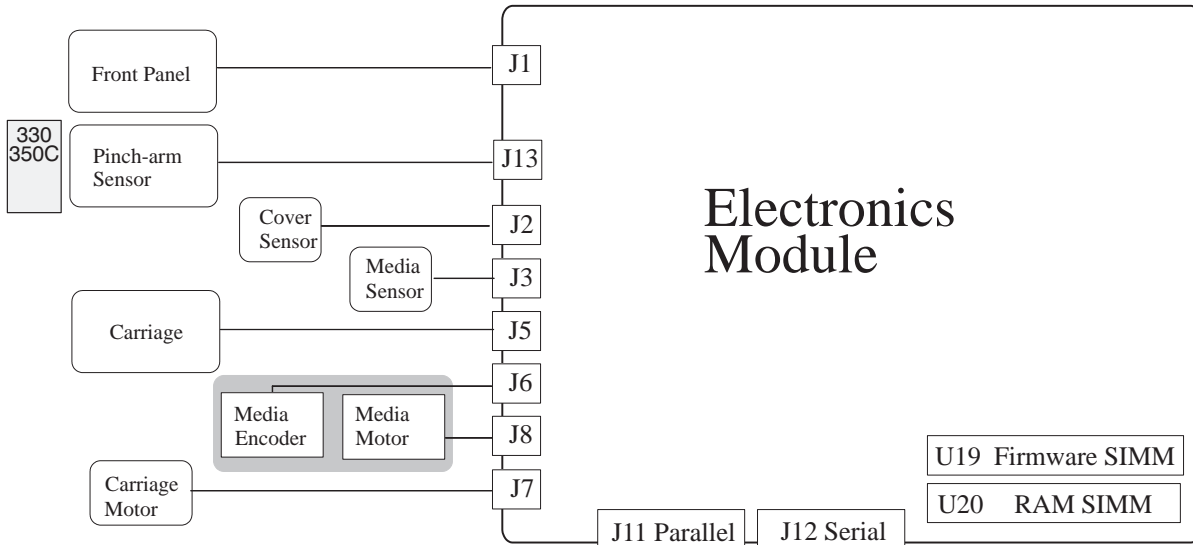 Front Panel
J1
330
350C
Pinch-arm
Sensor
J13
Cover
Sensor
J2
Media
Sensor
J3
Carriage
J5
J6
Media
Encoder
Media
Motor
J8
Carriage
Motor
J7
Electronics
Module
U19 Firmware SIMM
U20 RAM SIMM
J11 Parallel
J12 Serial